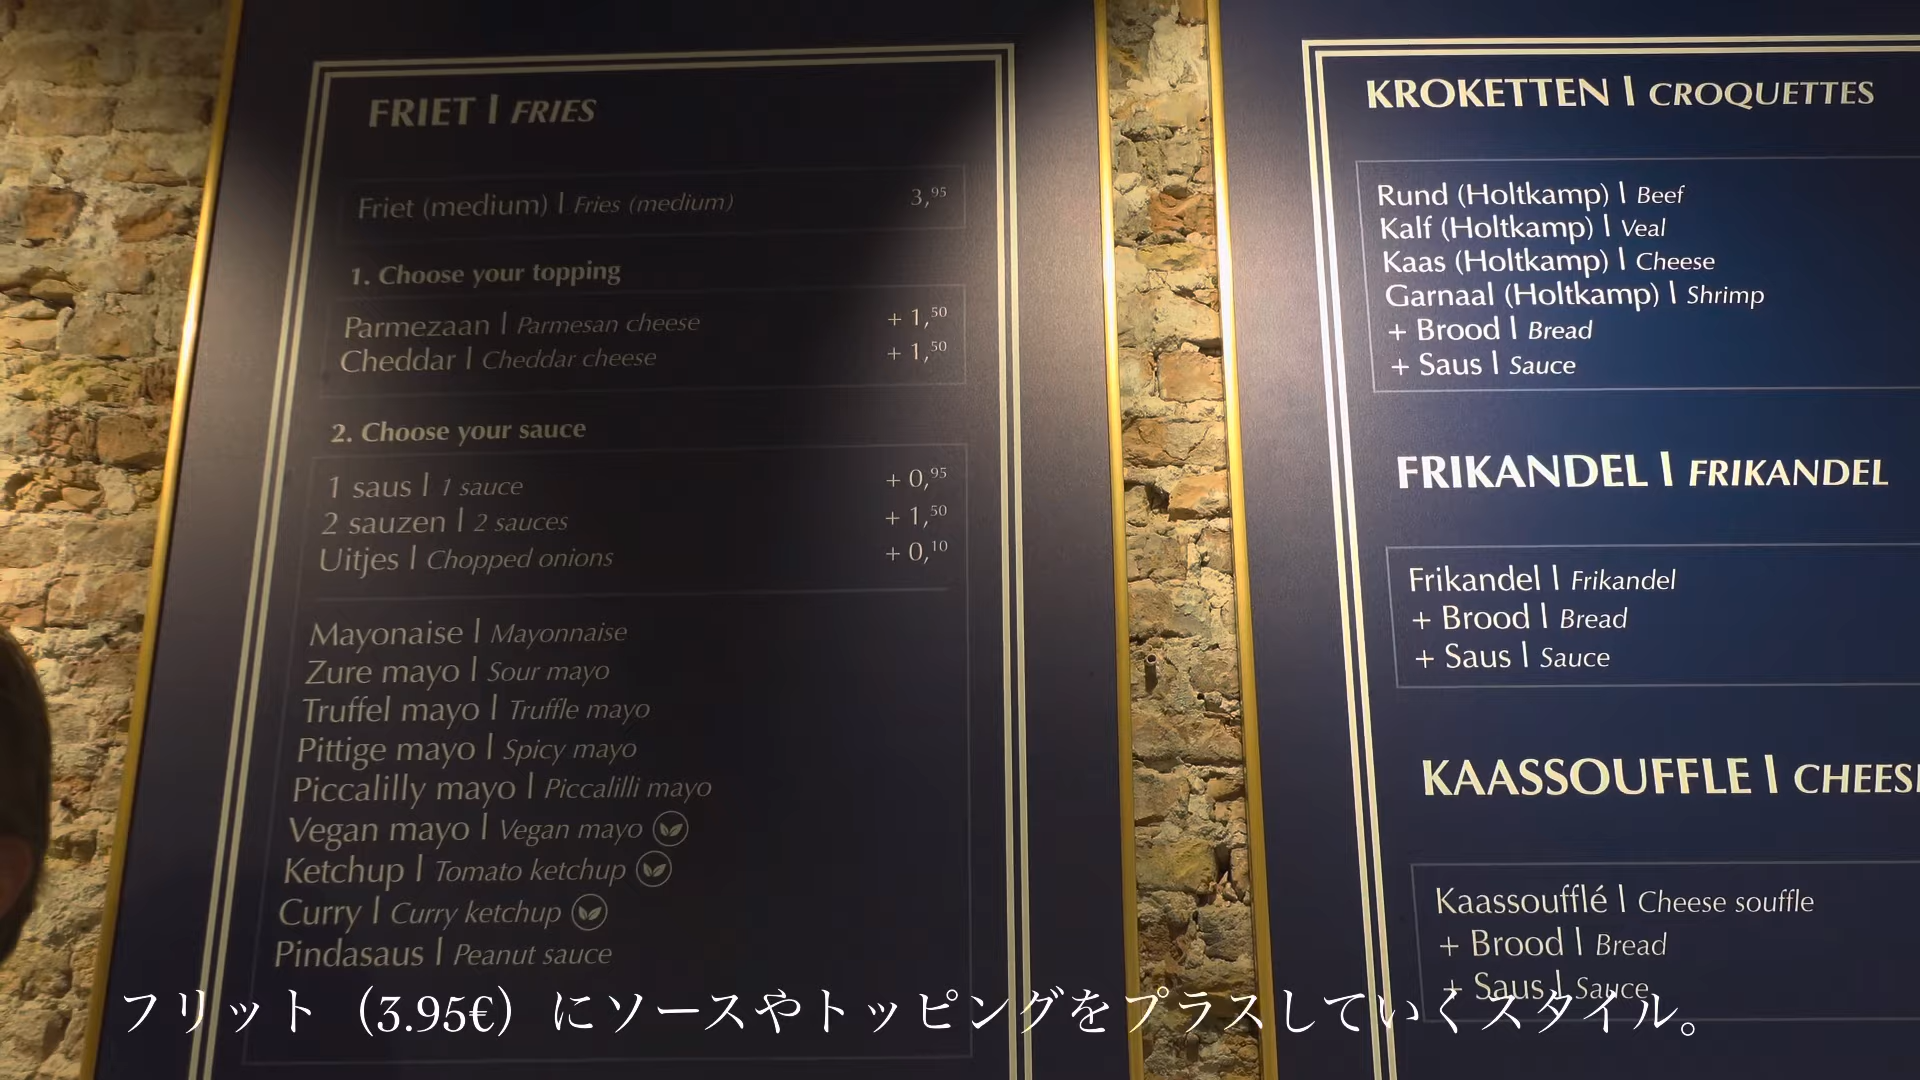 FRIET | FRIES
Friet (medium) | Fries (medium) 3,95
1. Choose your topping
Parmezaan | Parmesan cheese + 1,50
Cheddar | Cheddar cheese + 1,50
2. Choose your sauce
1 saus | 1 sauce + 0,95
2 sauzen | 2 sauces + 1,50
Uitjes | Chopped onions + 0,10
Mayonaise | Mayonnaise
Zure mayo | Sour mayo
Truffel mayo | Truffle mayo
Pittige mayo | Spicy mayo
Piccalilly mayo | Piccalilli mayo
Vegan mayo | Vegan mayo
Ketchup | Tomato ketchup
Curry | Curry ketchup
Pindasaus | Peanut sauce
KROKETTEN | CROQUETTES
Rund (Holtkamp) | Beef
Kalf (Holtkamp) | Veal
Kaas (Holtkamp) | Cheese
Garnaal (Holtkamp) | Shrimp
+ Brood | Bread
+ Saus | Sauce
FRIKANDEL | FRIKANDEL
Frikandel | Frikandel
+ Brood | Bread
+ Saus | Sauce
KAASSOUFFLE | CHEES
Kaassoufflé | Cheese souffle
+ Brood | Bread
+ Saus | Sauce
フリット（3.95€）にソースやトッピングをプラスしていくスタイル。